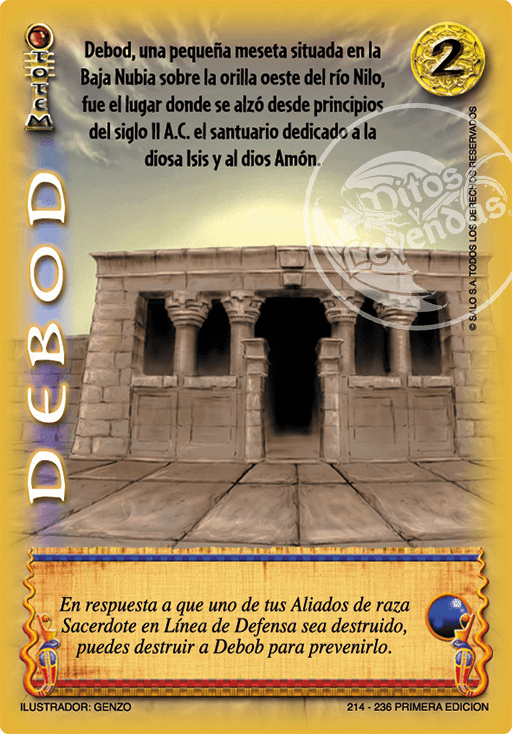 TOTEM
2
Debod, una pequeña meseta situada en la
Baja Nubia sobre la orilla oeste del río Nilo,
fue el lugar donde se alzó desde principios
del siglo II A.C. el santuario dedicado a la
diosa Isis y al dios Amón.
Mitos
y
Leyendas
© SALO S.A. TODOS LOS DERECHOS RESERVADOS
DEBOD
En respuesta a que uno de tus Aliados de raza
Sacerdote en Línea de Defensa sea destruido,
puedes destruir a Debob para prevenirlo.
ILUSTRADOR: GENZO
214 - 236 PRIMERA EDICION